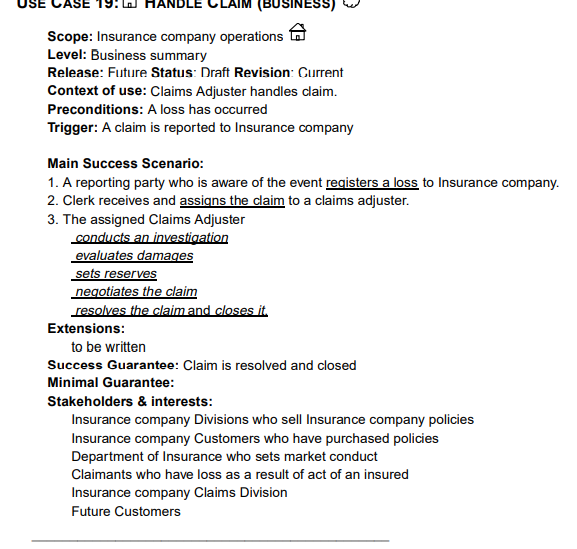 USE CASE 19: HANDLE CLAIM (BUSINESS)
Scope: Insurance company operations
Level: Business summary
Release: Future Status: Draft Revision: Current
Context of use: Claims Adjuster handles claim.
Preconditions: A loss has occurred
Trigger: A claim is reported to Insurance company
Main Success Scenario:
1. A reporting party who is aware of the event registers a loss to Insurance company.
2. Clerk receives and assigns the claim to a claims adjuster.
3. The assigned Claims Adjuster
conducts an investigation
evaluates damages
sets reserves
negotiates the claim
resolves the claim and closes it.
Extensions:
to be written
Success Guarantee: Claim is resolved and closed
Minimal Guarantee:
Stakeholders & interests:
Insurance company Divisions who sell Insurance company policies
Insurance company Customers who have purchased policies
Department of Insurance who sets market conduct
Claimants who have loss as a result of act of an insured
Insurance company Claims Division
Future Customers